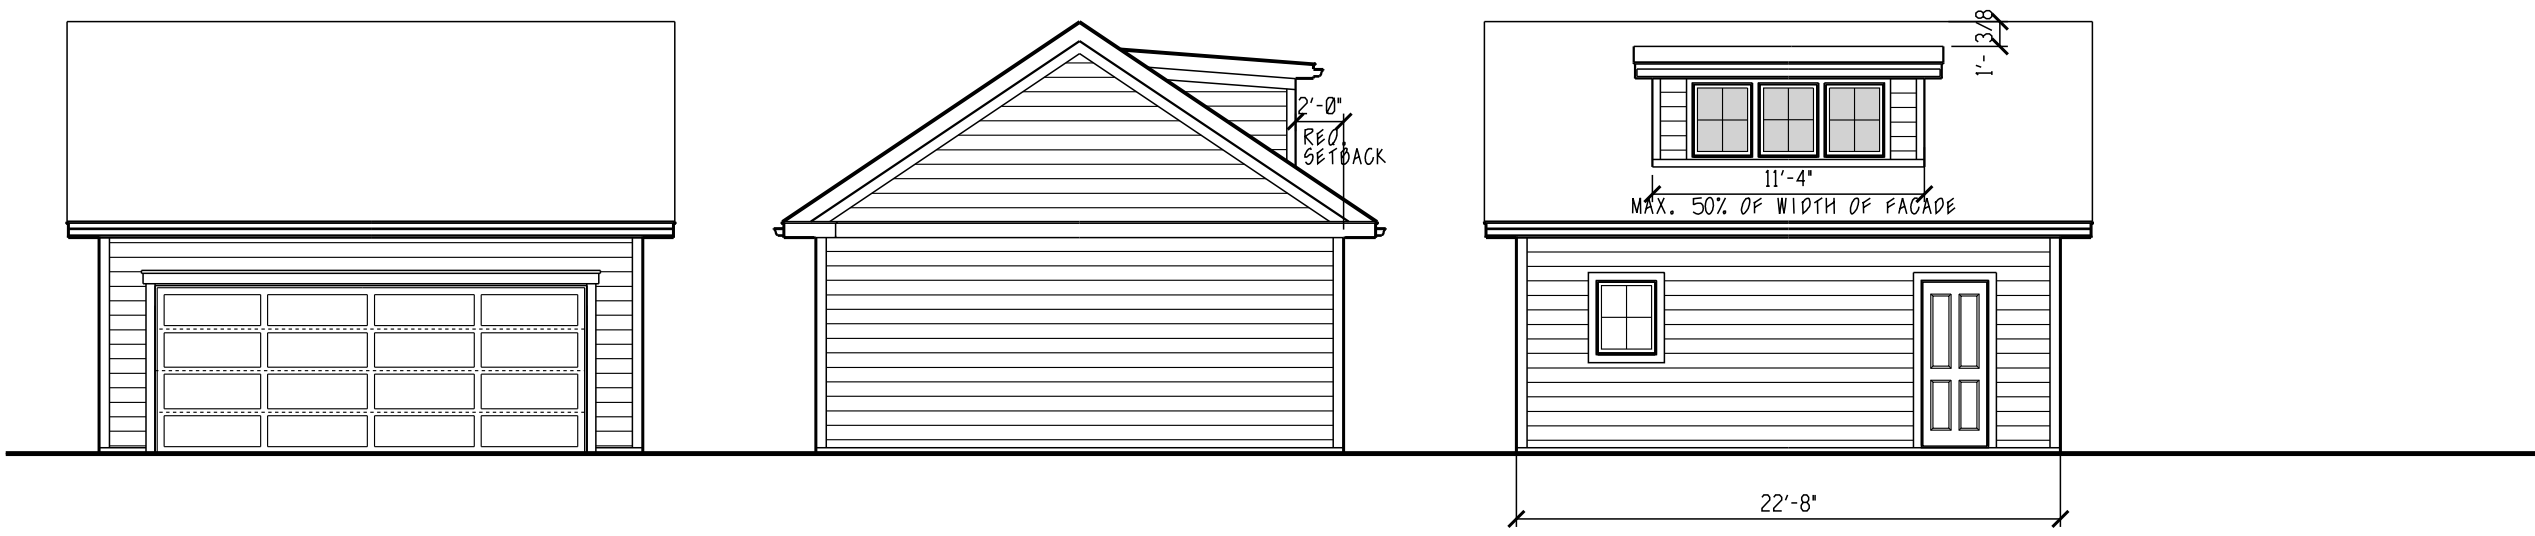 2'-0"
REQ.
SETBACK
1'- 3/8
11'-4"
MAX. 50% OF WIDTH OF FACADE
22'-8"